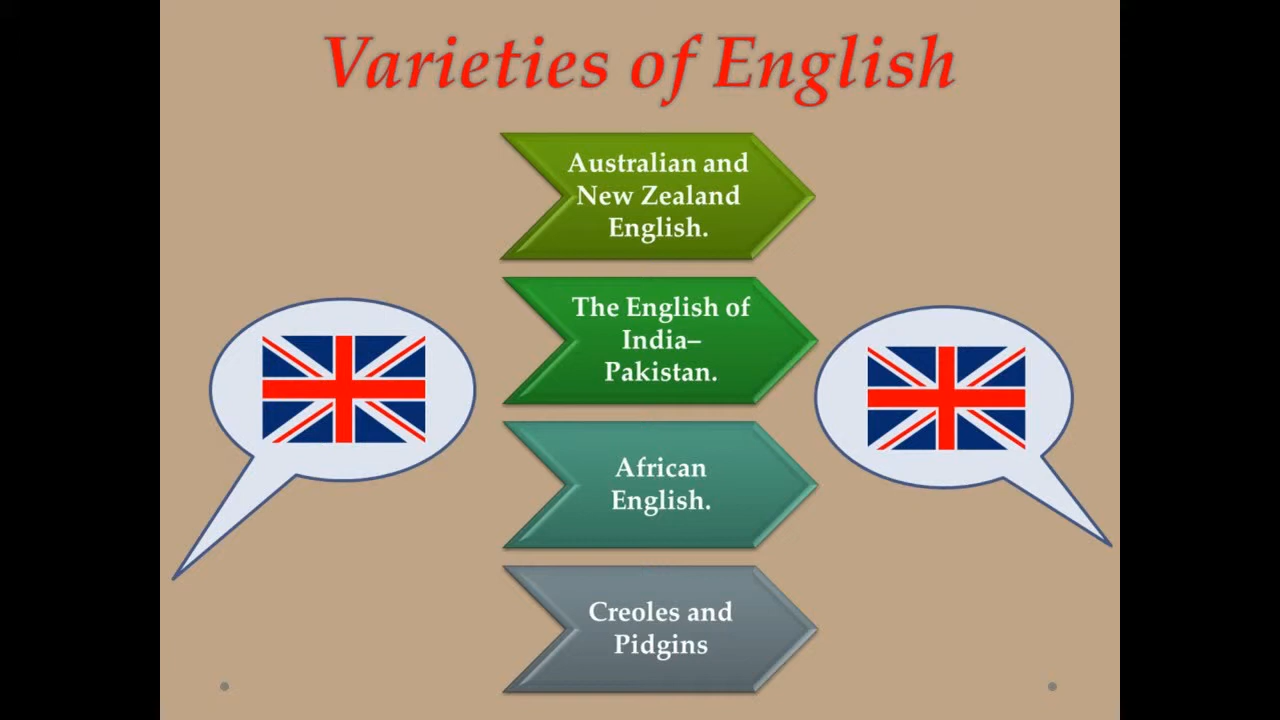 Varieties of English
Australian and
New Zealand
English.
The English of
India–
Pakistan.
African
English.
Creoles and
Pidgins